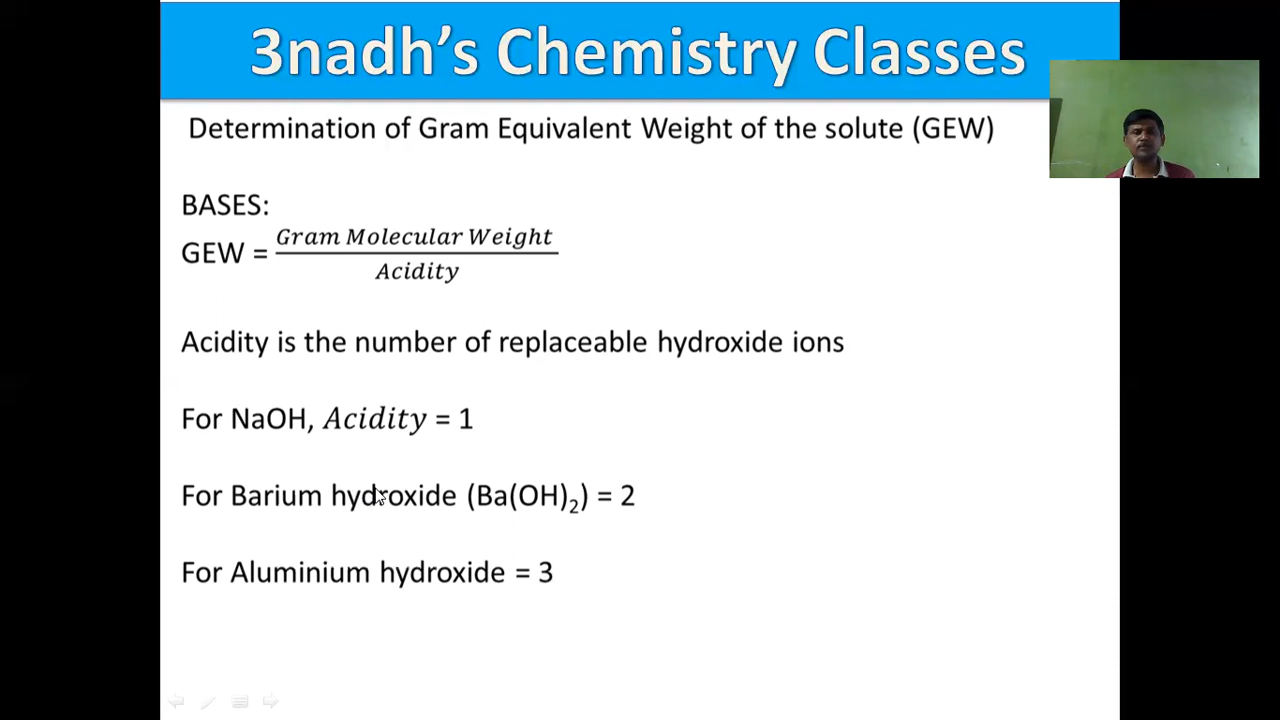 3nadh's Chemistry Classes
Determination of Gram Equivalent Weight of the solute (GEW)
BASES:
GEW = Gram Molecular Weight / Acidity
Acidity is the number of replaceable hydroxide ions
For NaOH, Acidity = 1
For Barium hydroxide (Ba(OH)₂) = 2
For Aluminium hydroxide = 3